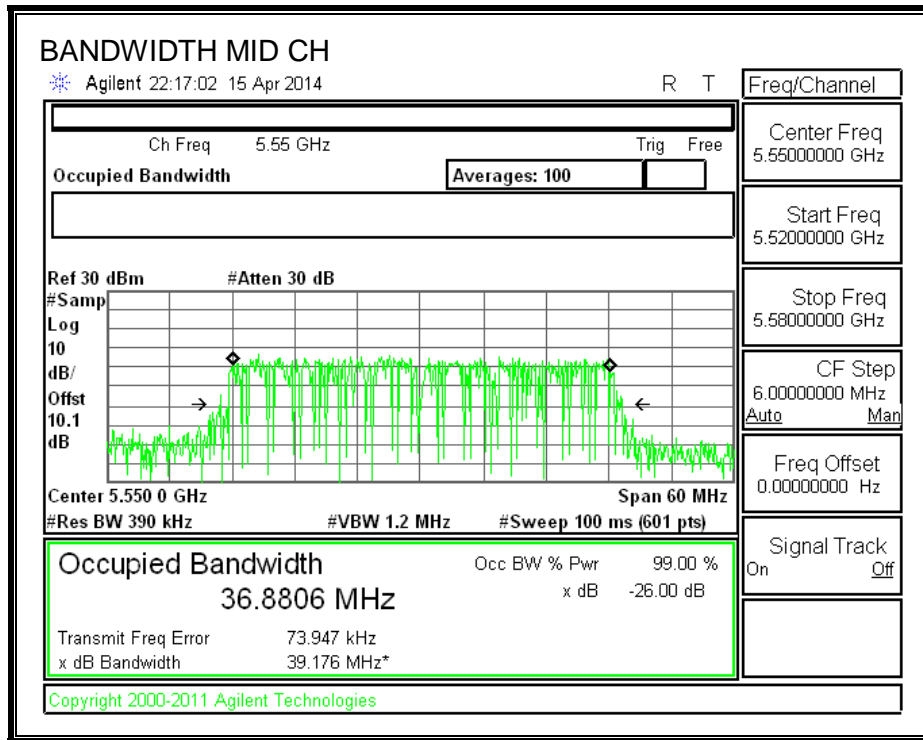 BANDWIDTH MID CH
Agilent 22:17:02 15 Apr 2014 R T
Freq/Channel
Ch Freq 5.55 GHz Trig Free
Occupied Bandwidth Averages: 100
Ref 30 dBm #Atten 30 dB
#Samp
Log
10
dB/
Offst
10.1
dB
Center 5.550 0 GHz Span 60 MHz
#Res BW 390 kHz #VBW 1.2 MHz #Sweep 100 ms (601 pts)
Occupied Bandwidth Occ BW % Pwr 99.00 %
36.8806 MHz x dB -26.00 dB
Transmit Freq Error 73.947 kHz
x dB Bandwidth 39.176 MHz*
Copyright 2000-2011 Agilent Technologies
Center Freq
5.55000000 GHz
Start Freq
5.52000000 GHz
Stop Freq
5.58000000 GHz
CF Step
6.00000000 MHz
Auto Man
Freq Offset
0.00000000 Hz
Signal Track
On Off